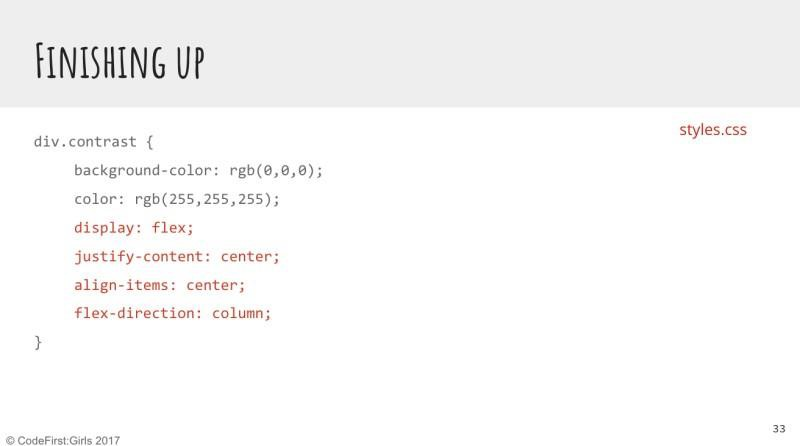 Finishing up
styles.css
div.contrast {
background-color: rgb(0,0,0);
color: rgb(255,255,255);
display: flex;
justify-content: center;
align-items: center;
flex-direction: column;
}
33
© CodeFirst:Girls 2017